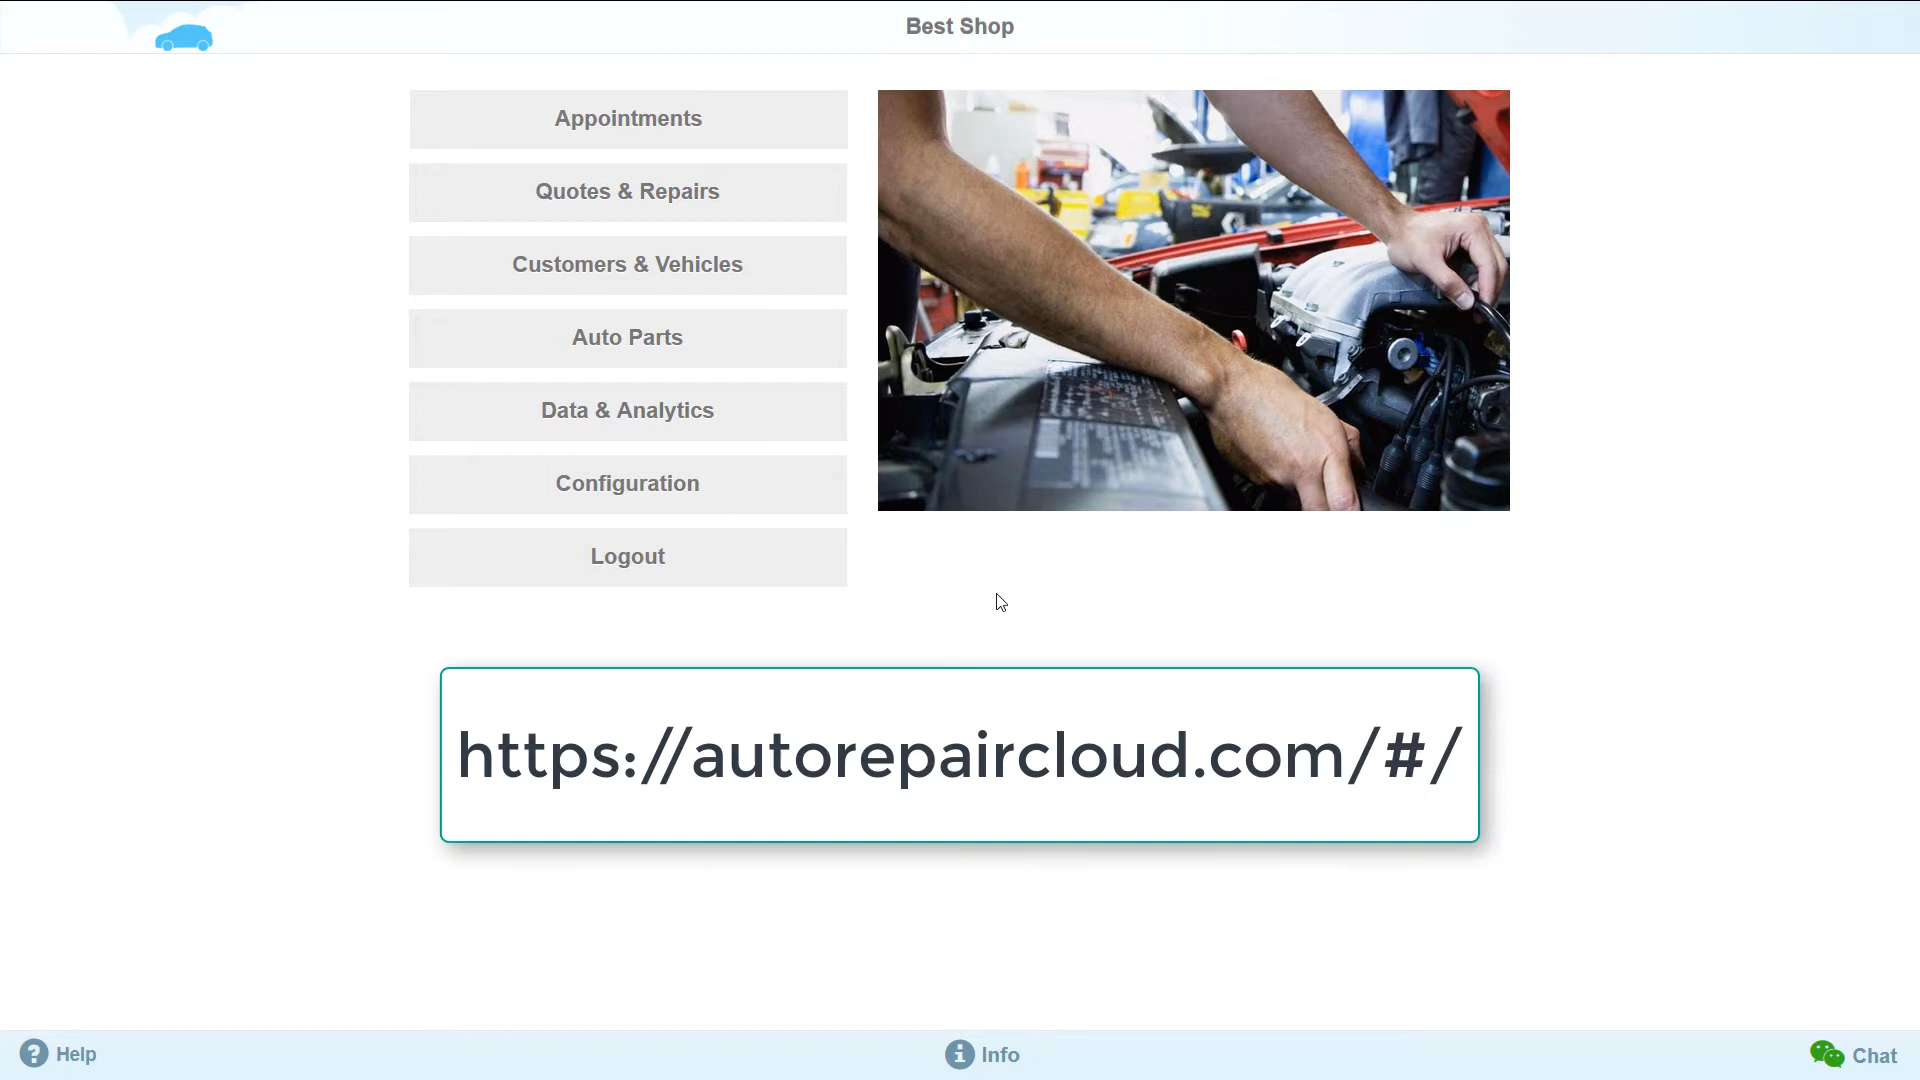 Best Shop
Appointments
Quotes & Repairs
Customers & Vehicles
Auto Parts
Data & Analytics
Configuration
Logout
https://autorepaircloud.com/#/
Help
Info
Chat